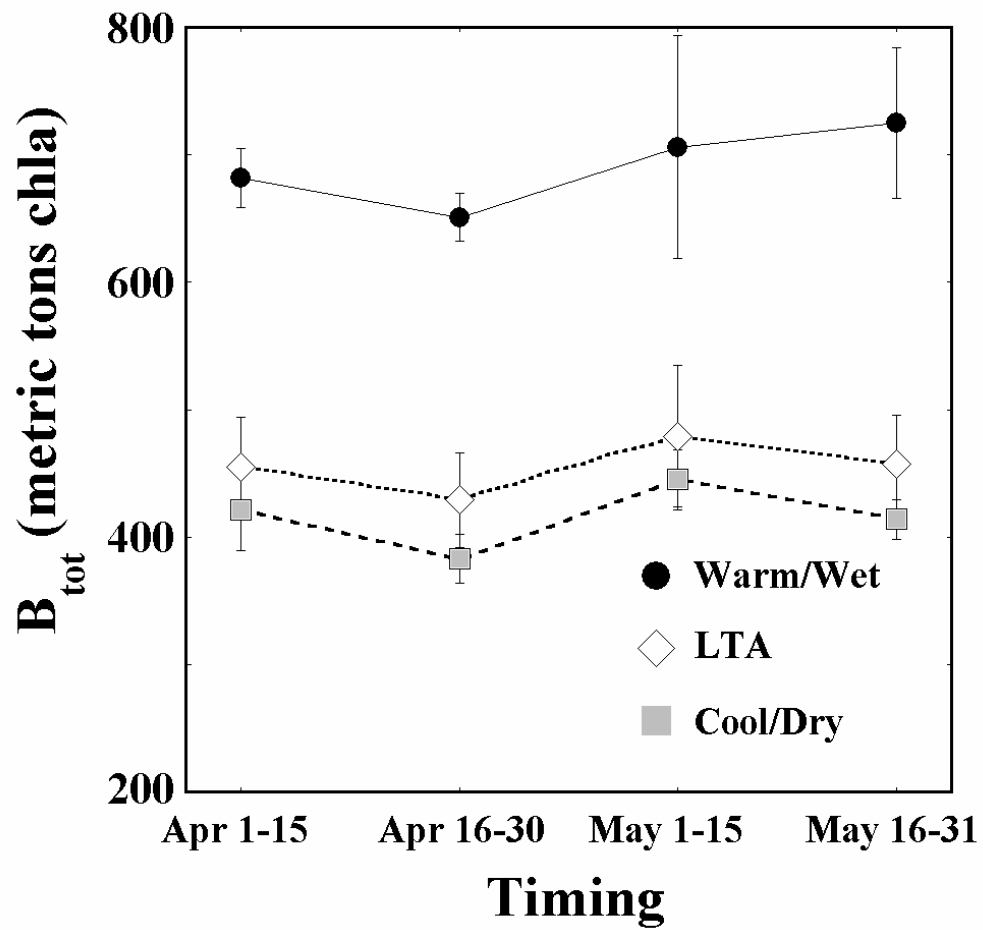 B_tot (metric tons chla)
800
600
400
200
Warm/Wet
LTA
Cool/Dry
Apr 1-15 Apr 16-30 May 1-15 May 16-31
Timing